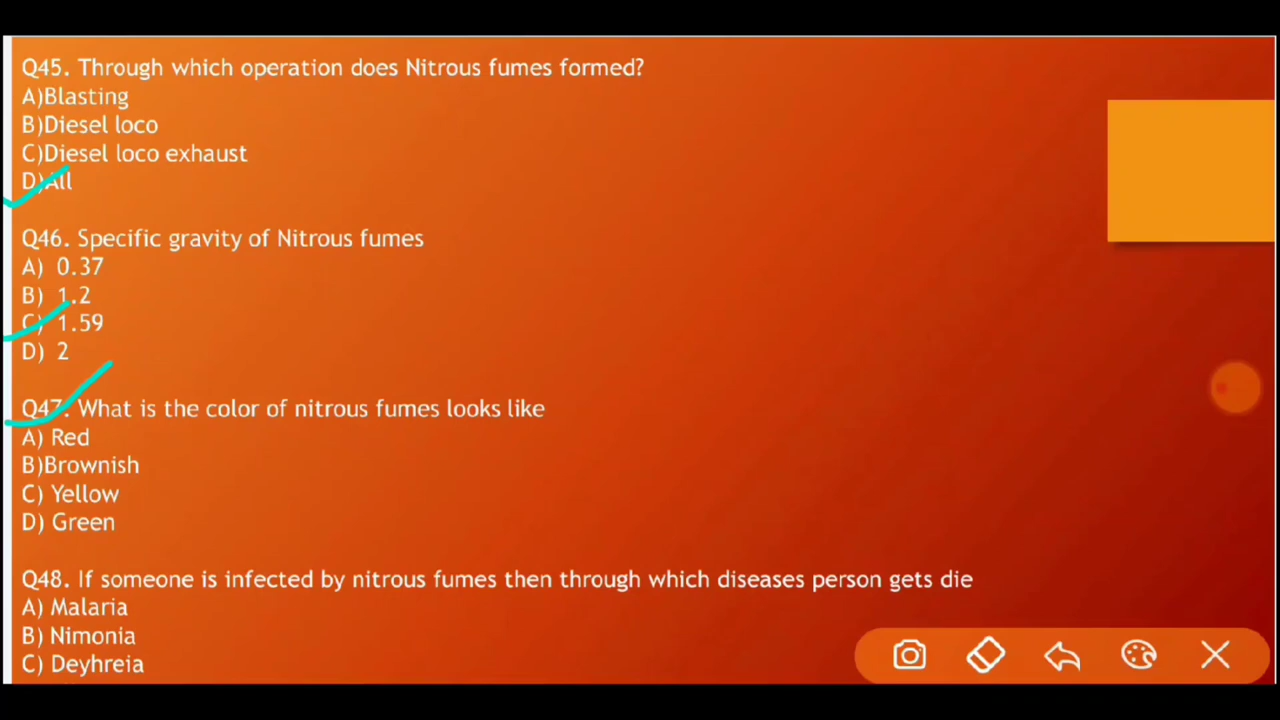 Q45. Through which operation does Nitrous fumes formed?
A)Blasting
B)Diesel loco
C)Diesel loco exhaust
D)All
Q46. Specific gravity of Nitrous fumes
A) 0.37
B) 1.2
C) 1.59
D) 2
Q47. What is the color of nitrous fumes looks like
A) Red
B)Brownish
C) Yellow
D) Green
Q48. If someone is infected by nitrous fumes then through which diseases person gets die
A) Malaria
B) Nimonia
C) Deyhreia